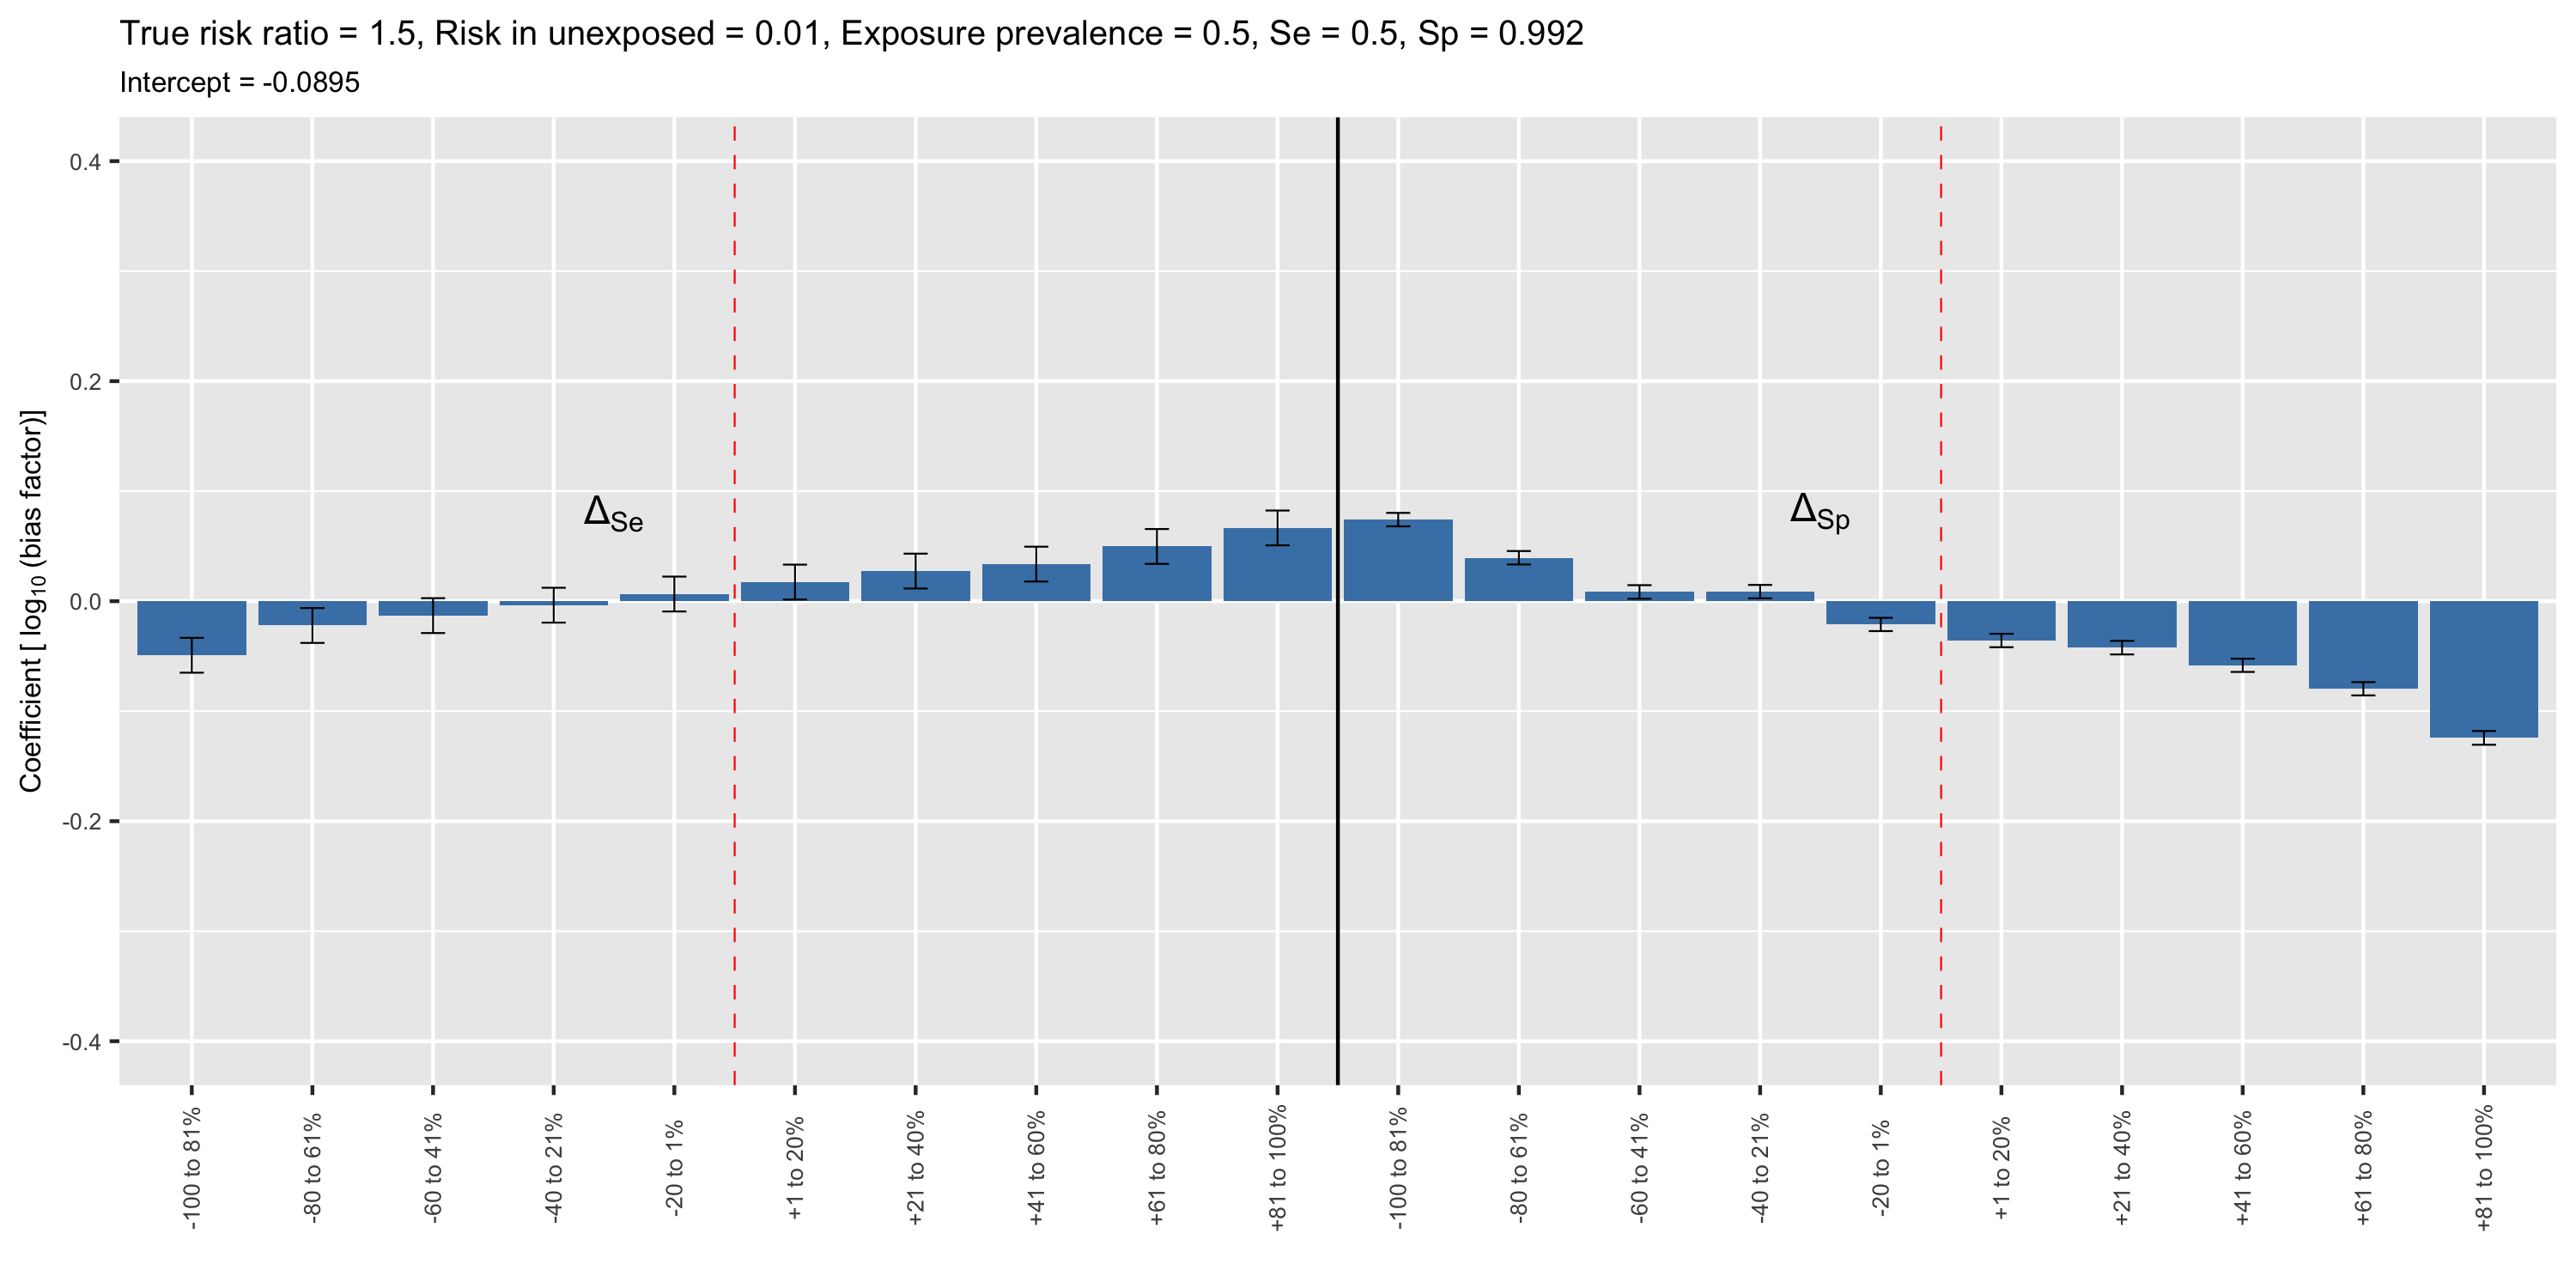 True risk ratio = 1.5, Risk in unexposed = 0.01, Exposure prevalence = 0.5, Se = 0.5, Sp = 0.992
Intercept = -0.0895
Coefficient [ log10 (bias factor)]
0.4
0.2
0.0
-0.2
-0.4
ΔSe
ΔSp
-100 to 81%
-80 to 61%
-60 to 41%
-40 to 21%
-20 to 1%
+1 to 20%
+21 to 40%
+41 to 60%
+61 to 80%
+81 to 100%
-100 to 81%
-80 to 61%
-60 to 41%
-40 to 21%
-20 to 1%
+1 to 20%
+21 to 40%
+41 to 60%
+61 to 80%
+81 to 100%